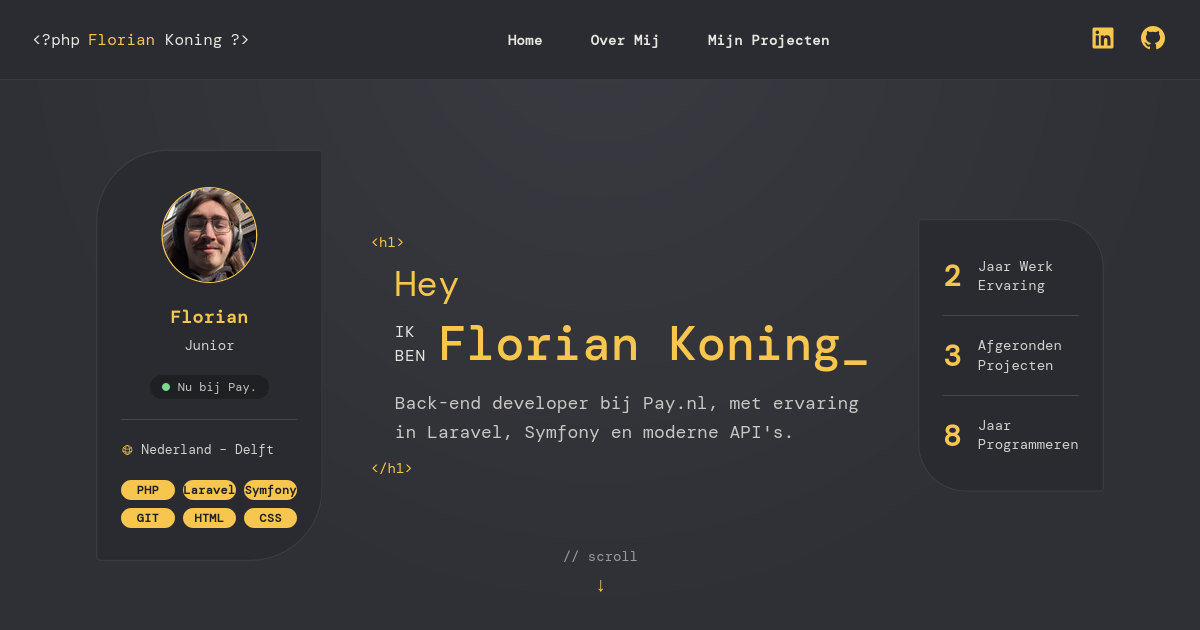 <?php Florian Koning ?>
Home
Over Mij
Mijn Projecten
Florian
Junior
Nu bij Pay.
Nederland - Delft
PHP
Laravel
Symfony
GIT
HTML
CSS
<h1>
Hey
IK
BEN
Florian Koning_
Back-end developer bij Pay.nl, met ervaring
in Laravel, Symfony en moderne API's.
</h1>
2
Jaar Werk
Ervaring
3
Afgeronden
Projecten
8
Jaar
Programmeren
// scroll
↓